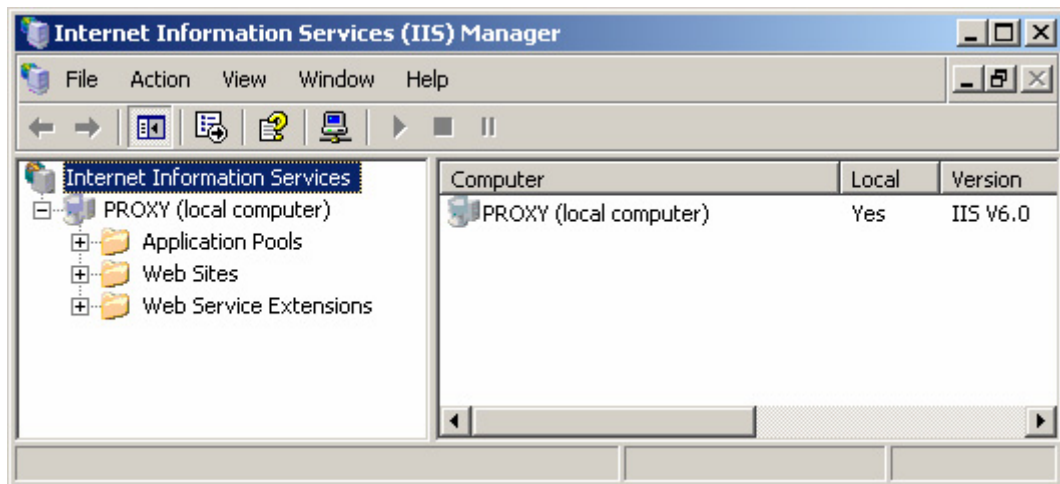 Internet Information Services (IIS) Manager
File Action View Window Help
Internet Information Services
PROXY (local computer)
Application Pools
Web Sites
Web Service Extensions
Computer Local Version
PROXY (local computer) Yes IIS V6.0